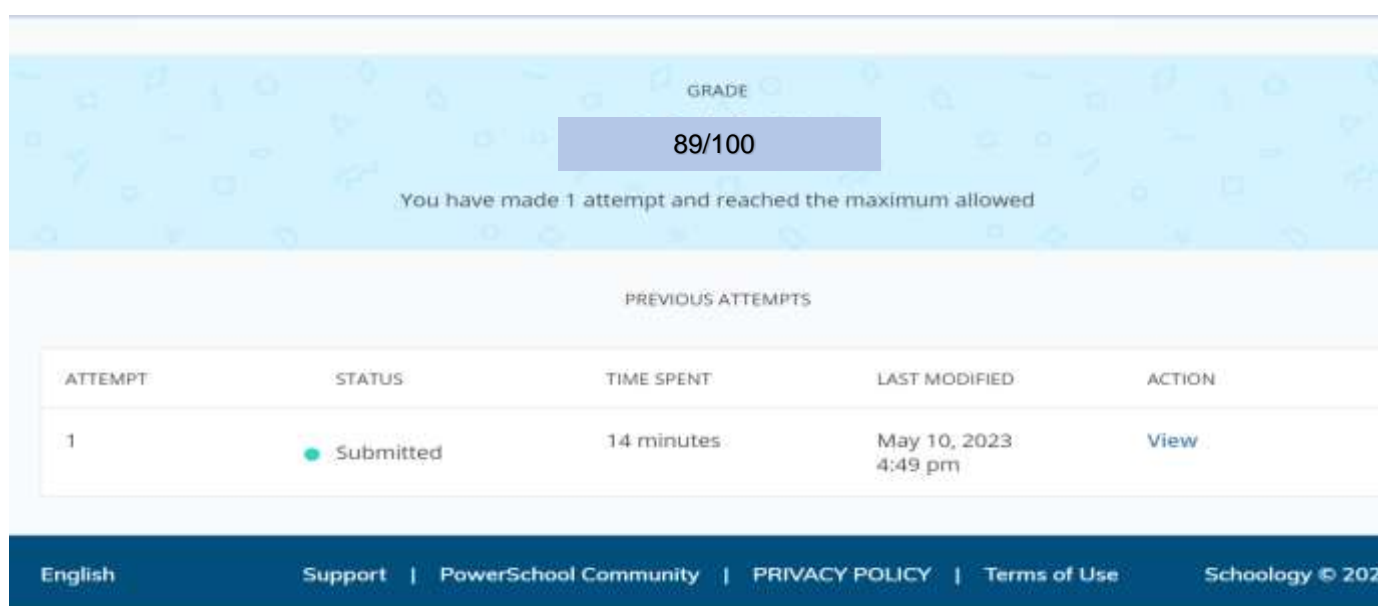 GRADE
89/100
You have made 1 attempt and reached the maximum allowed
PREVIOUS ATTEMPTS
ATTEMPT STATUS TIME SPENT LAST MODIFIED ACTION
1 Submitted 14 minutes May 10, 2023 View
4:49 pm
English Support | PowerSchool Community | PRIVACY POLICY | Terms of Use Schoology © 202